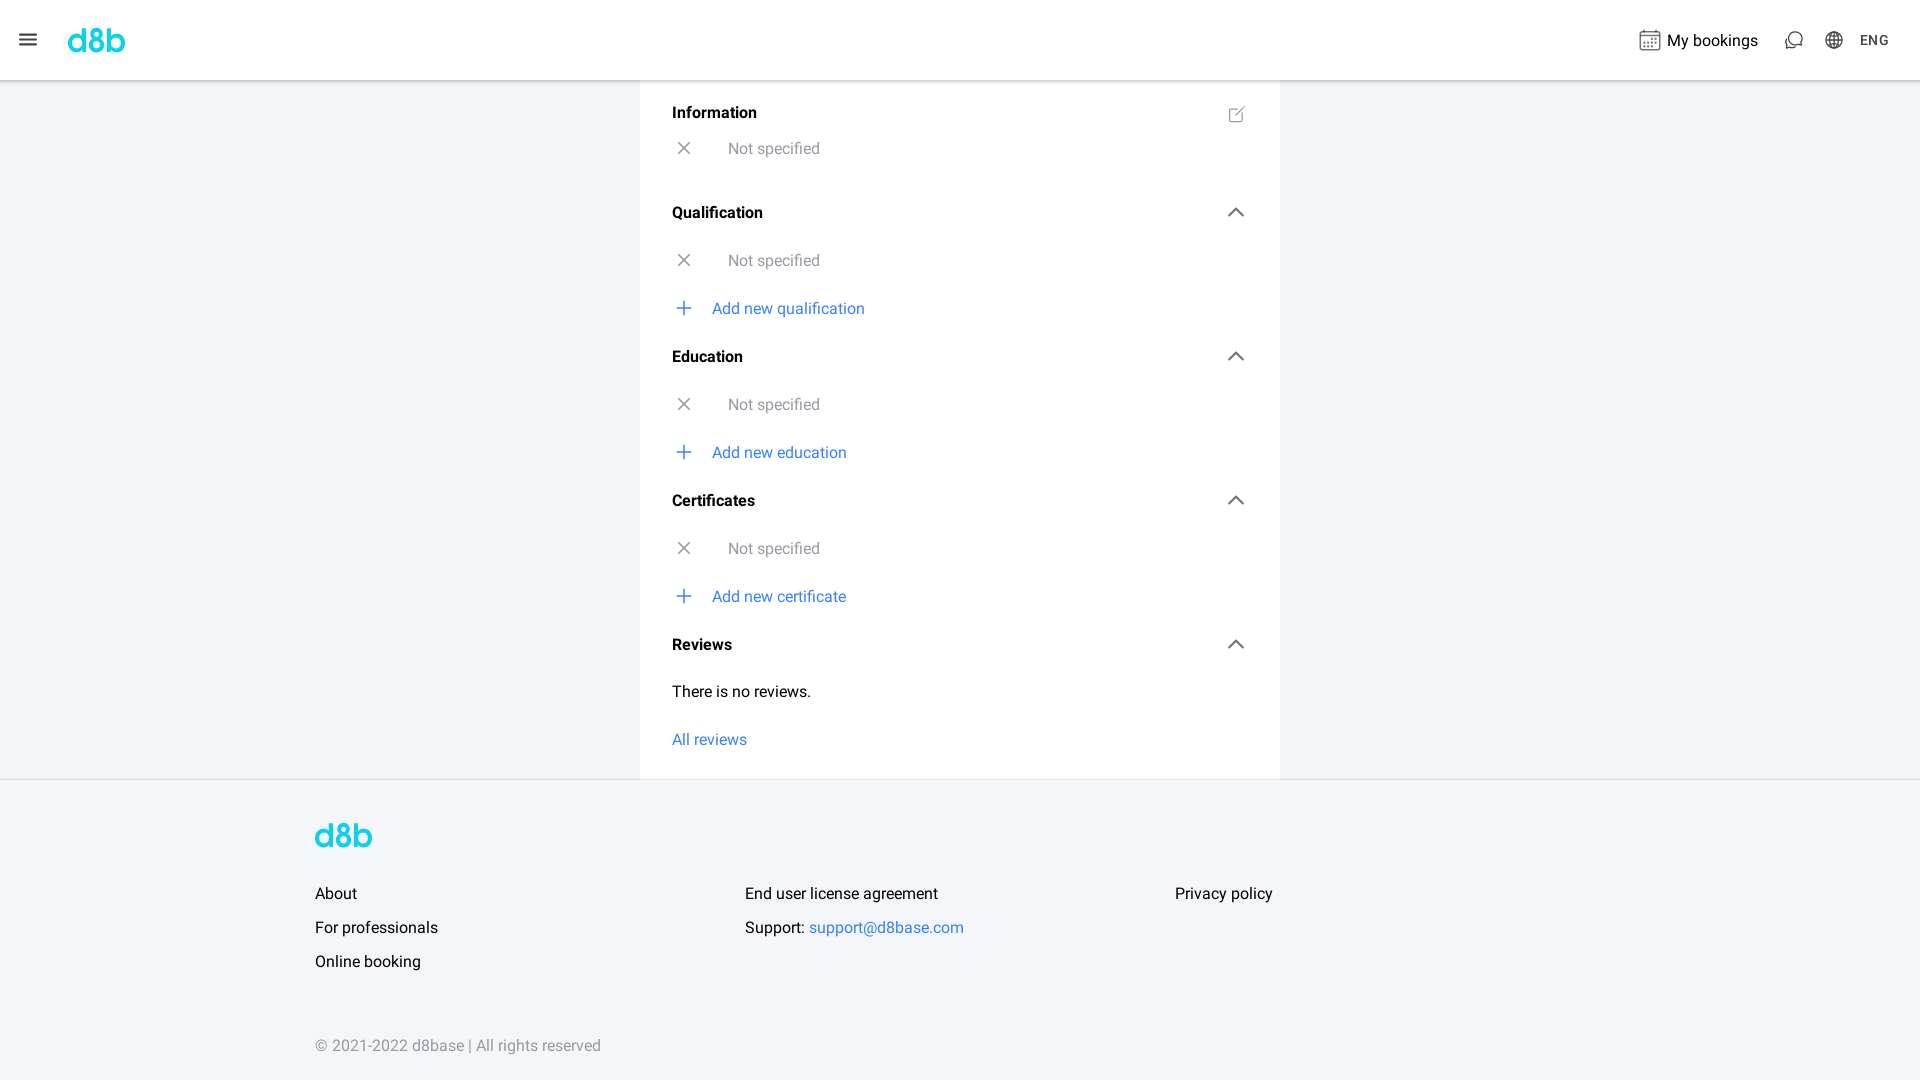 d8b
My bookings
ENG
Information
Not specified
Qualification
Not specified
Add new qualification
Education
Not specified
Add new education
Certificates
Not specified
Add new certificate
Reviews
There is no reviews.
All reviews
d8b
About
End user license agreement
Privacy policy
For professionals
Support: support@d8base.com
Online booking
© 2021-2022 d8base | All rights reserved